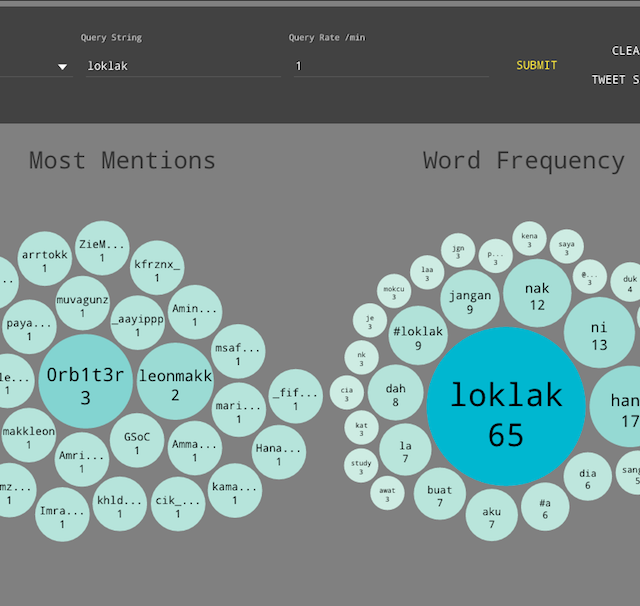 Query String
Query Rate /min
loklak
1
SUBMIT
CLEA
TWEET S
Most Mentions
Word Frequency
ZieM...
1
arrtokk
1
kfrznx_
1
muvagunz
1
Amin...
1
_aayippp
1
paya...
1
msaf...
1
0rb1t3r
3
leonmakk
2
le...
1
_fif...
1
mari...
1
makkleon
1
GSoC
1
Amri...
1
Amma...
1
Hana...
1
mz...
1
khld...
1
cik_...
1
kama...
1
Imra...
1
kena
3
saya
3
jgn
3
p...
3
laa
3
@...
3
duk
4
mokcu
3
jangan
9
nak
12
je
3
#loklak
9
ni
13
nk
3
loklak
65
cia
3
dah
8
han
17
kat
3
la
7
study
3
dia
6
sang
5
awat
3
buat
7
aku
7
#a
6